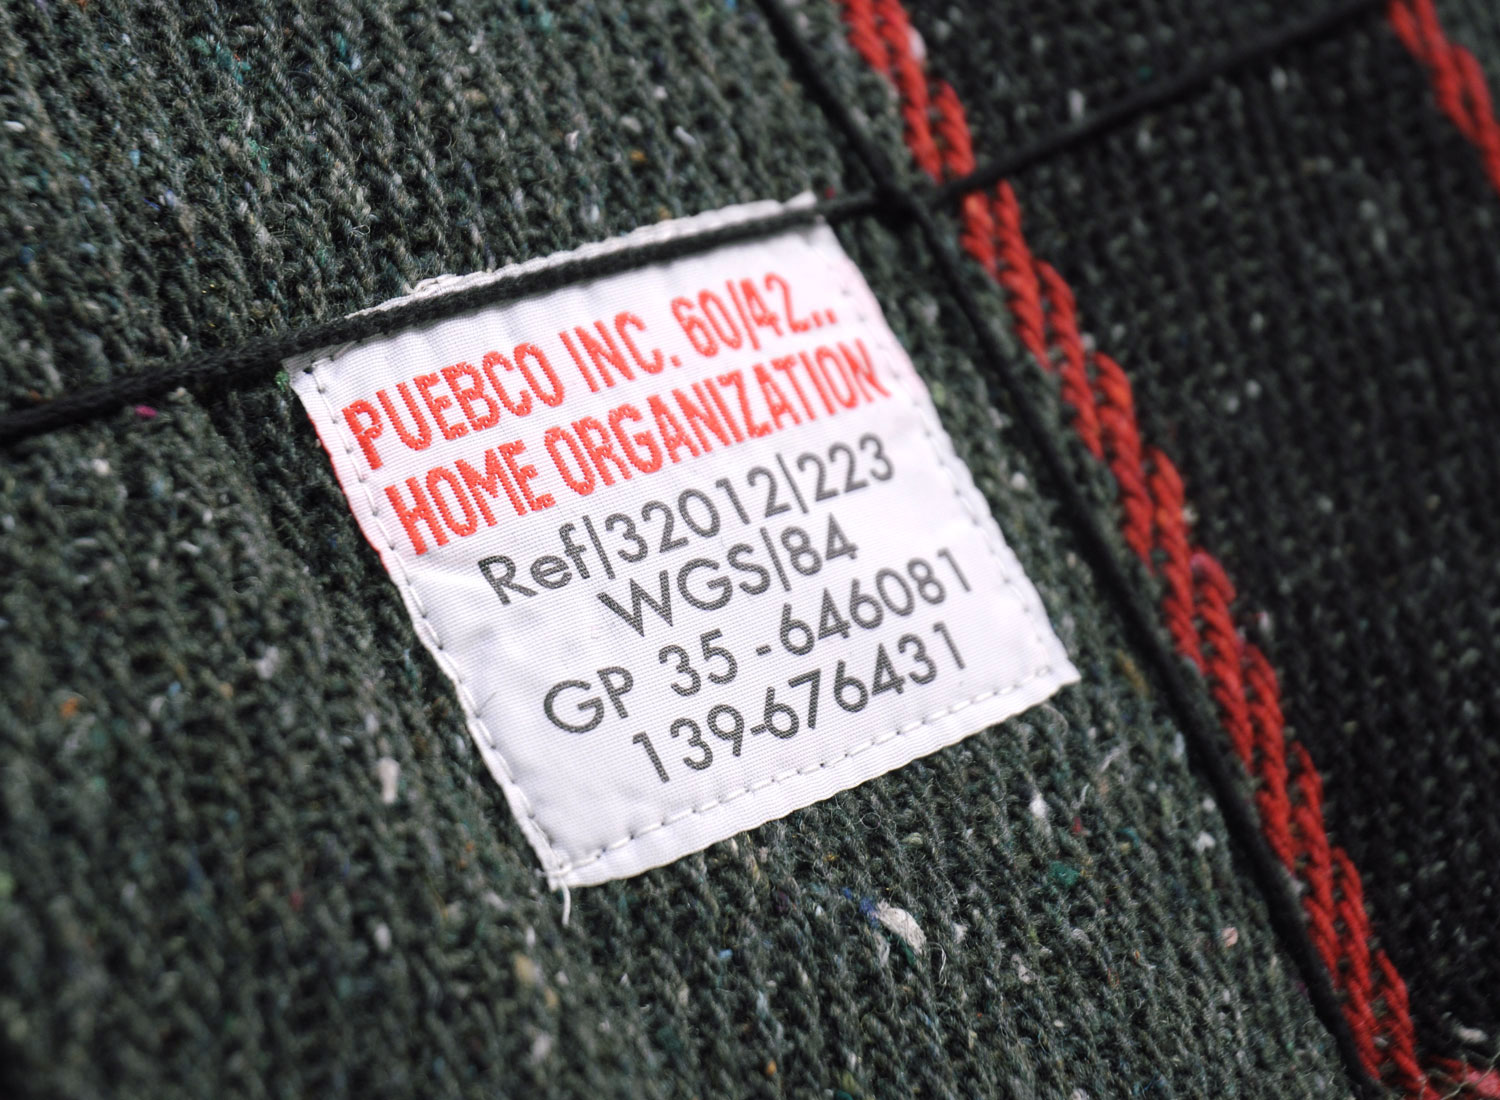 PUEBCO INC. 60/42..
HOME ORGANIZATION
Ref|32012|223
WGS|84
GP 35-646081
139-676431